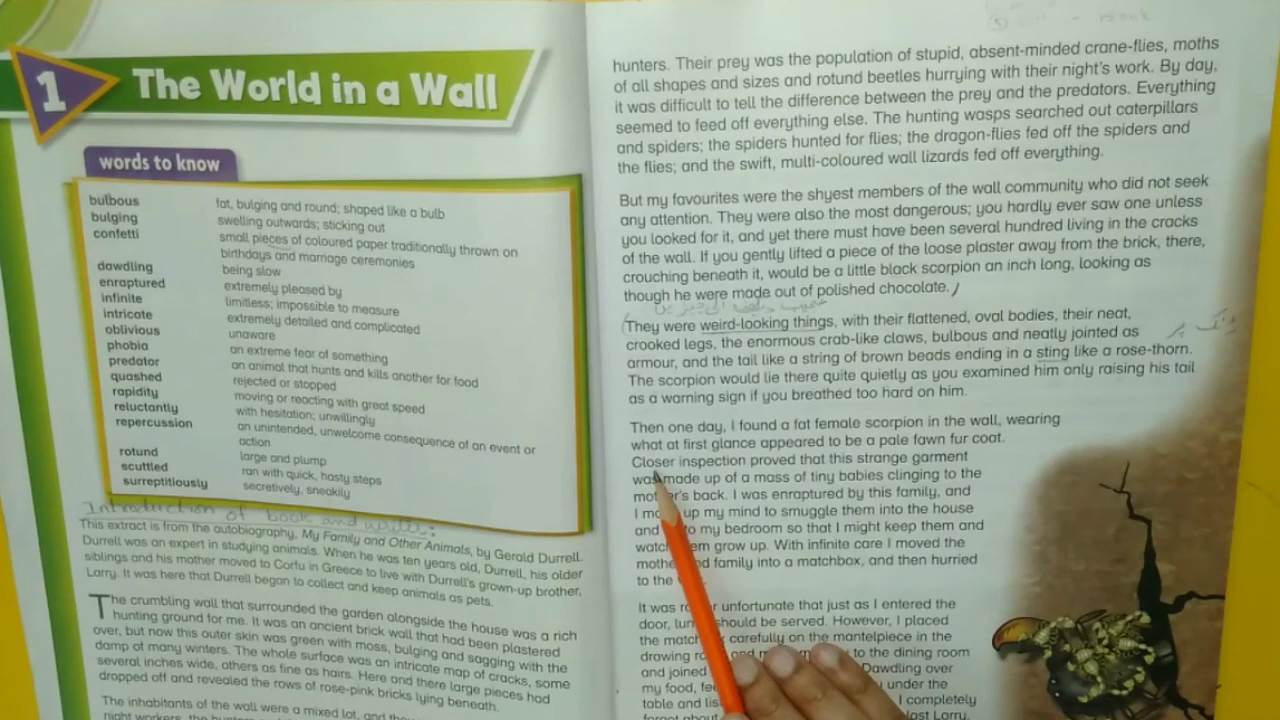 1
The World in a Wall
words to know
bulbous fat, bulging and round; shaped like a bulb
bulging swelling outwards; sticking out
confetti small pieces of coloured paper traditionally thrown on
birthdays and marriage ceremonies
dawdling being slow
enraptured extremely pleased by
infinite limitless; impossible to measure
intricate extremely detailed and complicated
oblivious unaware
phobia an extreme fear of something
predator an animal that hunts and kills another for food
quashed rejected or stopped
rapidity moving or reacting with great speed
reluctantly with hesitation; unwillingly
repercussion an unintended, unwelcome consequence of an event or
action
rotund large and plump
scuttled ran with quick, hasty steps
surreptitiously secretively, sneakily
Introduction of book and
This extract is from the autobiography, My Family and Other Animals, by Gerald Durrell.
Durrell was an expert in studying animals. When he was ten years old, Durrell, his older
siblings and his mother moved to Corfu in Greece to live with Durrell's grown-up brother,
Larry. It was here that Durrell began to collect and keep animals as pets.
The crumbling wall that surrounded the garden alongside the house was a rich
hunting ground for me. It was an ancient brick wall that had been plastered
over, but now this outer skin was green with moss, bulging and sagging with the
damp of many winters. The whole surface was an intricate map of cracks, some
several inches wide, others as fine as hairs. Here and there large pieces had
dropped off and revealed the rows of rose-pink bricks lying beneath.
The inhabitants of the wall were a mixed lot, and
night workers, the hunters
hunters. Their prey was the population of stupid, absent-minded crane-flies, moths
of all shapes and sizes and rotund beetles hurrying with their night's work. By day,
it was difficult to tell the difference between the prey and the predators. Everything
seemed to feed off everything else. The hunting wasps searched out caterpillars
and spiders; the spiders hunted for flies; the dragon-flies fed off the spiders and
the flies; and the swift, multi-coloured wall lizards fed off everything.
But my favourites were the shyest members of the wall community who did not seek
any attention. They were also the most dangerous; you hardly ever saw one unless
you looked for it, and yet there must have been several hundred living in the cracks
of the wall. If you gently lifted a piece of the loose plaster away from the brick, there,
crouching beneath it, would be a little black scorpion an inch long, looking as
though he were made out of polished chocolate.
They were weird-looking things, with their flattened, oval bodies, their neat,
crooked legs, the enormous crab-like claws, bulbous and neatly jointed as
armour, and the tail like a string of brown beads ending in a sting like a rose-thorn.
The scorpion would lie there quite quietly as you examined him only raising his tail
as a warning sign if you breathed too hard on him.
Then one day, I found a fat female scorpion in the wall, wearing
what at first glance appeared to be a pale fawn fur coat.
Closer inspection proved that this strange garment
was made up of a mass of tiny babies clinging to the
mother's back. I was enraptured by this family, and
I up my mind to smuggle them into the house
and to my bedroom so that I might keep them and
watch grow up. With infinite care I moved the
and family into a matchbox, and then hurried
to the
It was unfortunate that just as I entered the
door, should be served. However, I placed
the carefully on the mantelpiece in the
drawing to the dining room
and joined Dawdling over
my food, under the
table and I completely
forgot about last Larry,